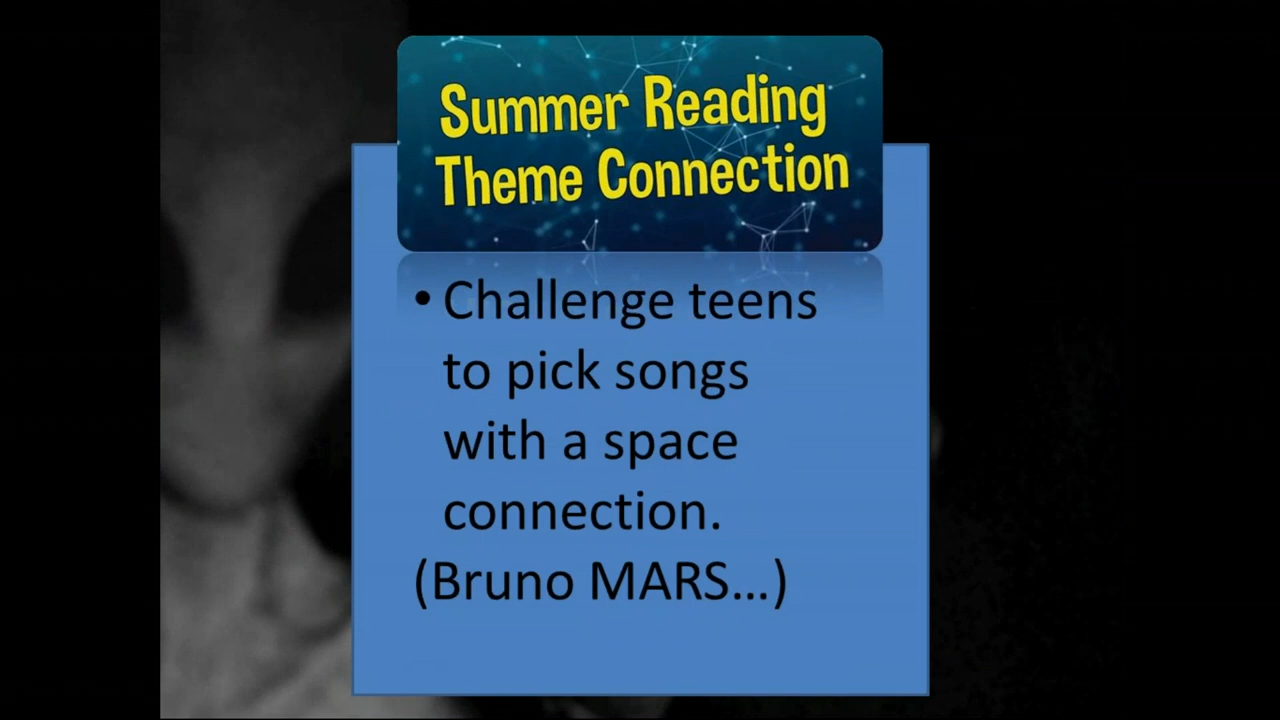 Summer Reading
Theme Connection
• Challenge teens
to pick songs
with a space
connection.
(Bruno MARS...)